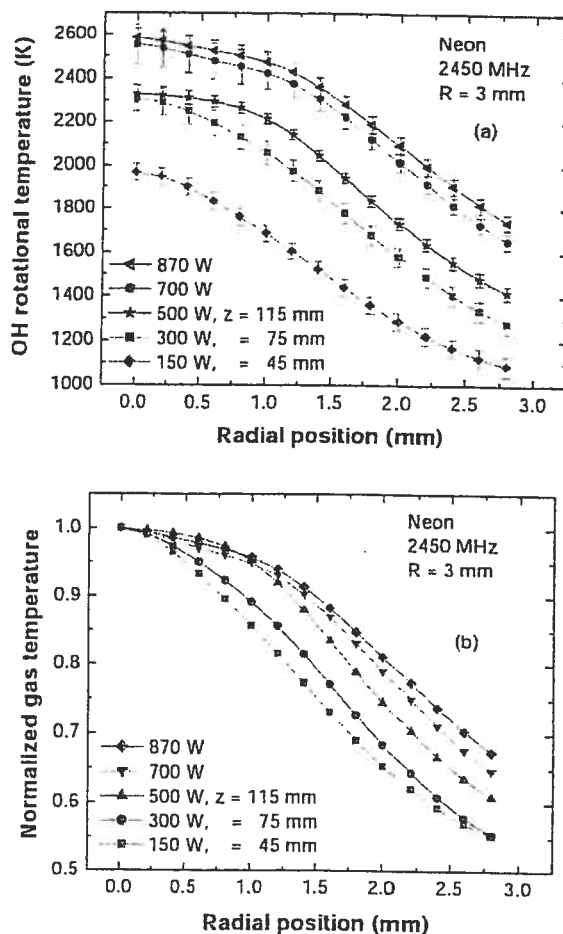 2600
2400
2200
2000
1800
1600
1400
1200
1000
OH rotational temperature (K)
Neon
2450 MHz
R = 3 mm
(a)
870 W
700 W
500 W, z = 115 mm
300 W, = 75 mm
150 W, = 45 mm
0.0 0.5 1.0 1.5 2.0 2.5 3.0
Radial position (mm)
1.0
0.9
0.8
0.7
0.6
0.5
Normalized gas temperature
Neon
2450 MHz
R = 3 mm
(b)
870 W
700 W
500 W, z = 115 mm
300 W, = 75 mm
150 W, = 45 mm
0.0 0.5 1.0 1.5 2.0 2.5 3.0
Radial position (mm)